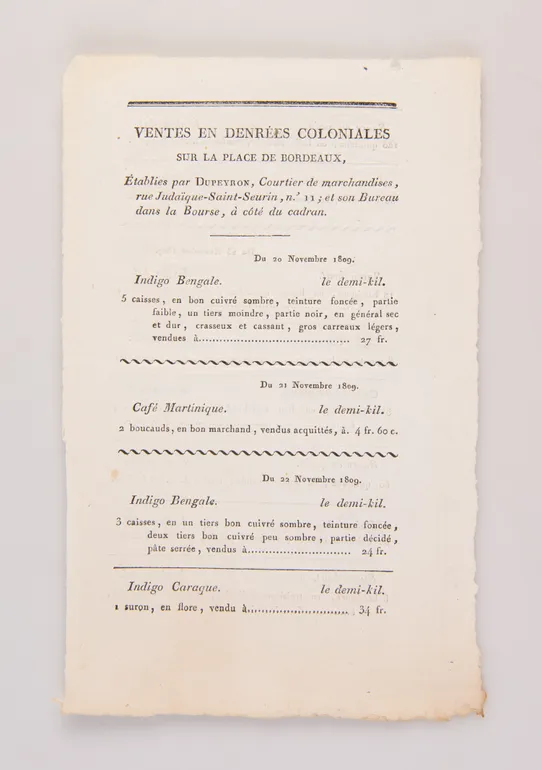 VENTES EN DENRÉES COLONIALES
SUR LA PLACE DE BORDEAUX,
Établies par DUPEYRON, Courtier de marchandises,
rue Judaïque-Saint-Seurin, n.º 11; et son Bureau
dans la Bourse, à côté du cadran.
Du 20 Novembre 1809.
Indigo Bengale. le demi-kil.
5 caisses, en bon cuivré sombre, teinture foncée, partie
faible, un tiers moindre, partie noir, en général sec
et dur, crasseux et cassant, gros carreaux légers,
vendues à.......................................... 27 fr.
Du 21 Novembre 1809.
Café Martinique. le demi-kil.
2 boucauds, en bon marchand, vendus acquittés, à. 4 fr. 60 c.
Du 22 Novembre 1809.
Indigo Bengale. le demi-kil.
3 caisses, en un tiers bon cuivré sombre, teinture foncée,
deux tiers bon cuivré peu sombre, partie décidé,
pâte serrée, vendus à............................ 24 fr.
Indigo Caraque. le demi-kil.
1 suron, en flore, vendu à........................... 34 fr.